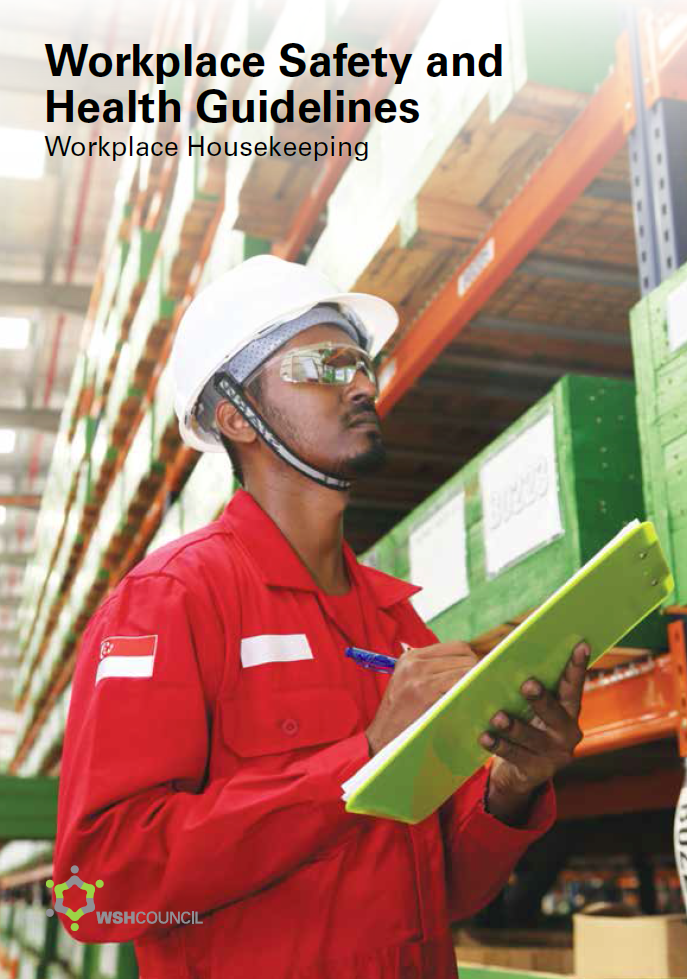 Workplace Safety and
Health Guidelines
Workplace Housekeeping
WSHCOUNCIL